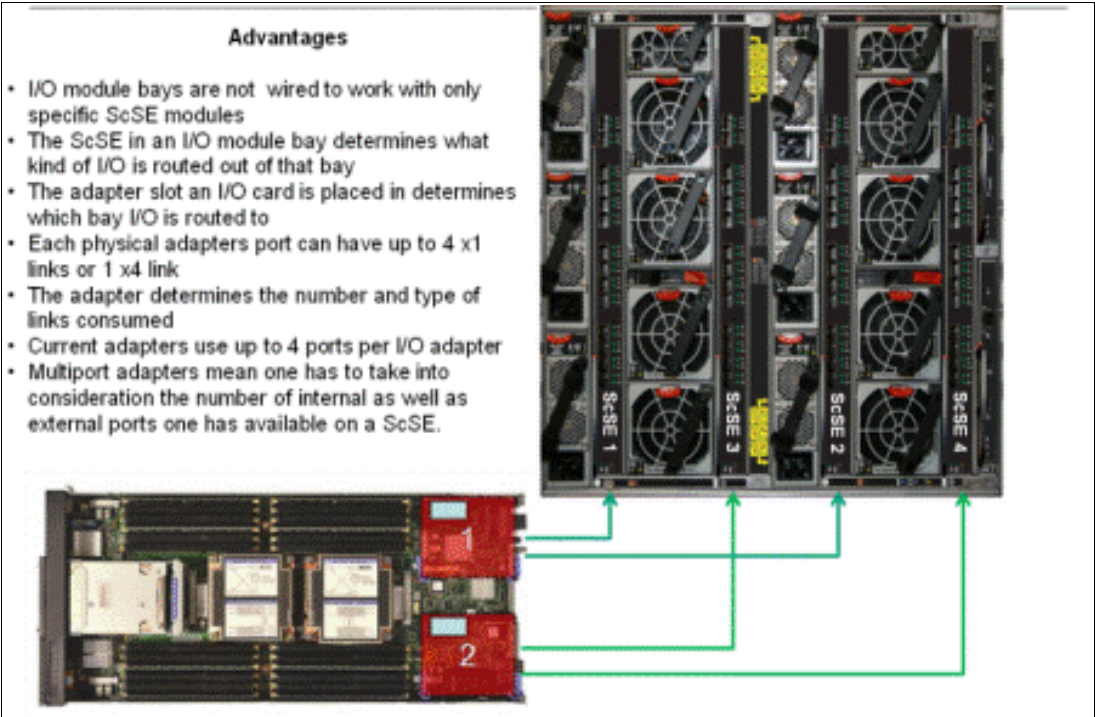 Advantages
• I/O module bays are not wired to work with only
specific ScSE modules
• The ScSE in an I/O module bay determines what
kind of I/O is routed out of that bay
• The adapter slot an I/O card is placed in determines
which bay I/O is routed to
• Each physical adapters port can have up to 4 x1
links or 1 x4 link
• The adapter determines the number and type of
links consumed
• Current adapters use up to 4 ports per I/O adapter
• Multiport adapters mean one has to take into
consideration the number of internal as well as
external ports one has available on a ScSE.
ScSE 1
ScSE 3
ScSE 2
ScSE 4
1
2